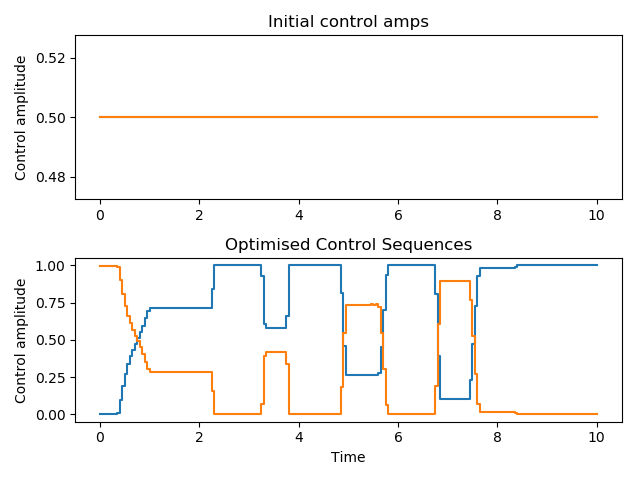 Initial control amps
0.52
0.50
0.48
Control amplitude
0 2 4 6 8 10
Optimised Control Sequences
1.00
0.75
0.50
0.25
0.00
Control amplitude
0 2 4 6 8 10
Time